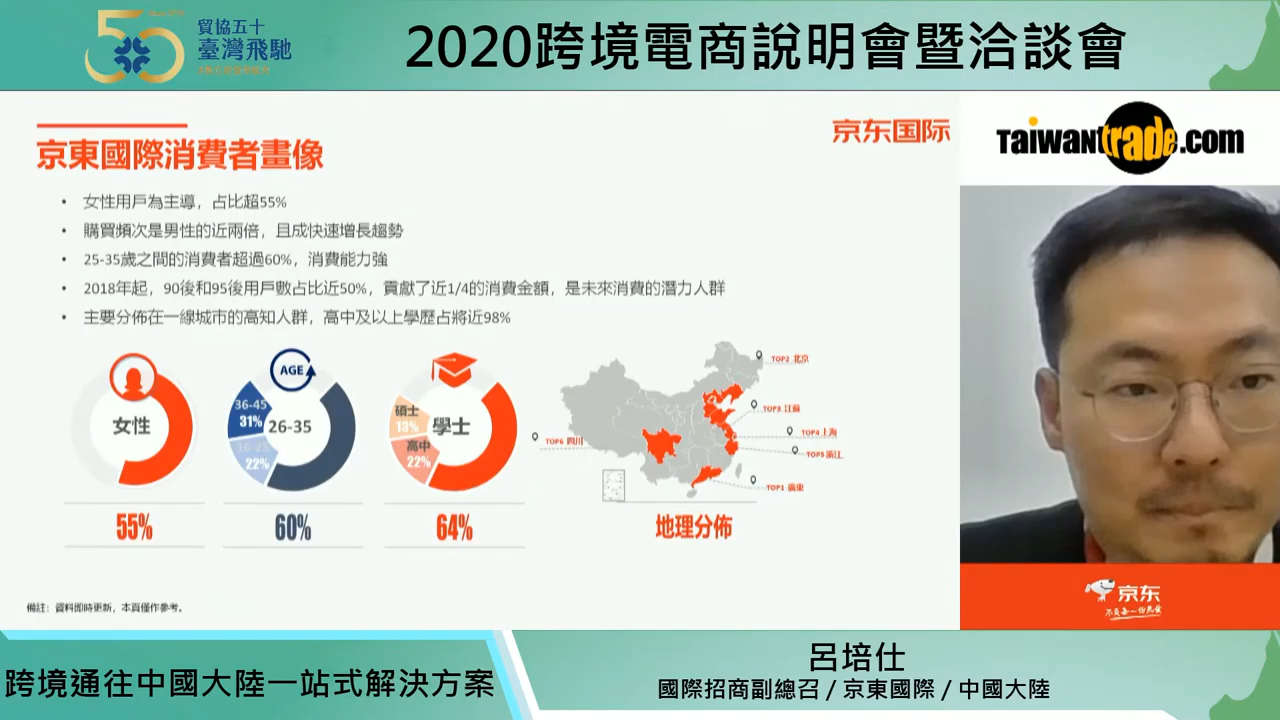 50
貿協五十
臺灣飛馳
2020跨境電商說明會暨洽談會
京東國際消費者畫像
京东国际
Taiwantrade.com
• 女性用戶為主導，占比超55%
• 購買頻次是男性的近兩倍，且成快速增長趨勢
• 25-35歲之間的消費者超過60%，消費能力強
• 2018年起，90後和95後用戶數占比近50%，貢獻了近1/4的消費金額，是未來消費的潛力人群
• 主要分佈在一線城市的高知人群，高中及以上學歷占將近98%
女性
55%
AGE
36-45
31%
26-35
16-25
22%
60%
碩士
13%
學士
高中
22%
64%
TOP2 北京
TOP3 江蘇
TOP4 上海
TOP5 浙江
TOP6 四川
TOP1 廣東
地理分佈
備註：資料即時更新，本頁僅作參考。
京东
不负每一份热爱
跨境通往中國大陸一站式解決方案
呂培仕
國際招商副總召 / 京東國際 / 中國大陸